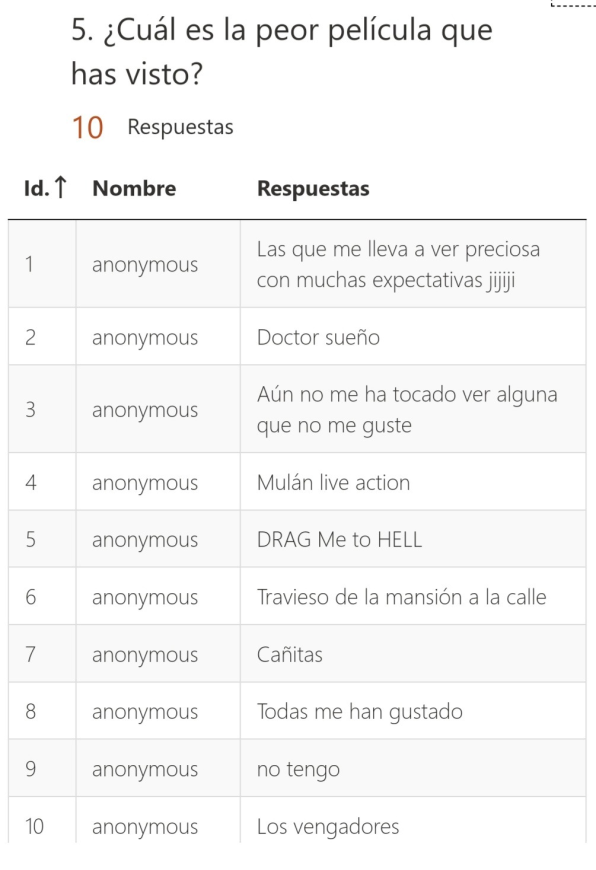 5. ¿Cuál es la peor película que
has visto?
10 Respuestas
Id.↑ Nombre Respuestas
1 anonymous Las que me lleva a ver preciosa
con muchas expectativas jijiji
2 anonymous Doctor sueño
3 anonymous Aún no me ha tocado ver alguna
que no me guste
4 anonymous Mulán live action
5 anonymous DRAG Me to HELL
6 anonymous Travieso de la mansión a la calle
7 anonymous Cañitas
8 anonymous Todas me han gustado
9 anonymous no tengo
10 anonymous Los vengadores